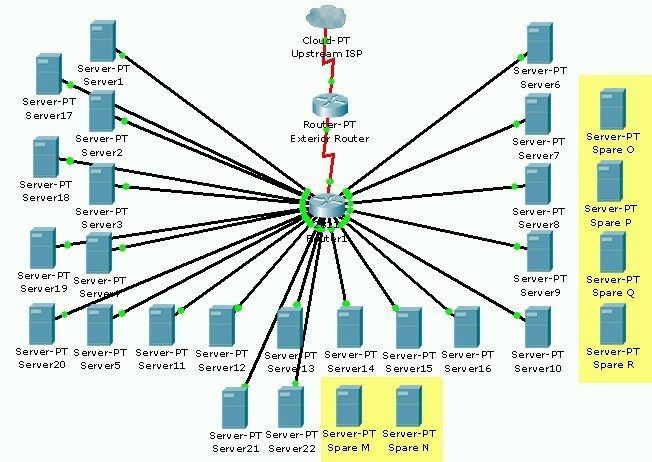 Cloud-PT
Upstream ISP
Router-PT
Exterior Router
Router1
Server-PT
Server1
Server-PT
Server17
Server-PT
Server2
Server-PT
Server18
Server-PT
Server3
Server-PT
Server19
Server-PT
Server-PT
Server20
Server-PT
Server5
Server-PT
Server11
Server-PT
Server12
Server-PT
Server13
Server-PT
Server14
Server-PT
Server15
Server-PT
Server16
Server-PT
Server10
Server-PT
Server6
Server-PT
Server7
Server-PT
Server8
Server-PT
Server9
Server-PT
Spare O
Server-PT
Spare P
Server-PT
Spare Q
Server-PT
Spare R
Server-PT
Server21
Server-PT
Server22
Server-PT
Spare M
Server-PT
Spare N